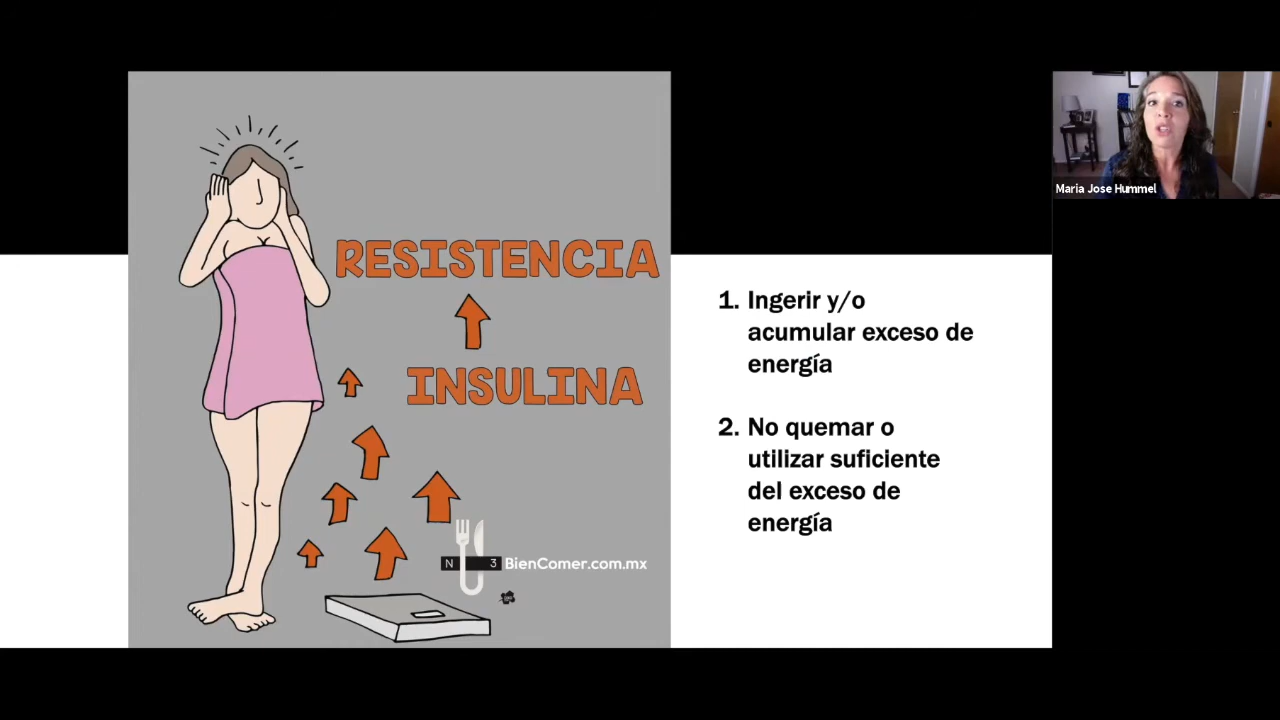 RESISTENCIA
INSULINA
N 3 BienComer.com.mx
1. Ingerir y/o
acumular exceso de
energía
2. No quemar o
utilizar suficiente
del exceso de
energía
Maria Jose Hummel